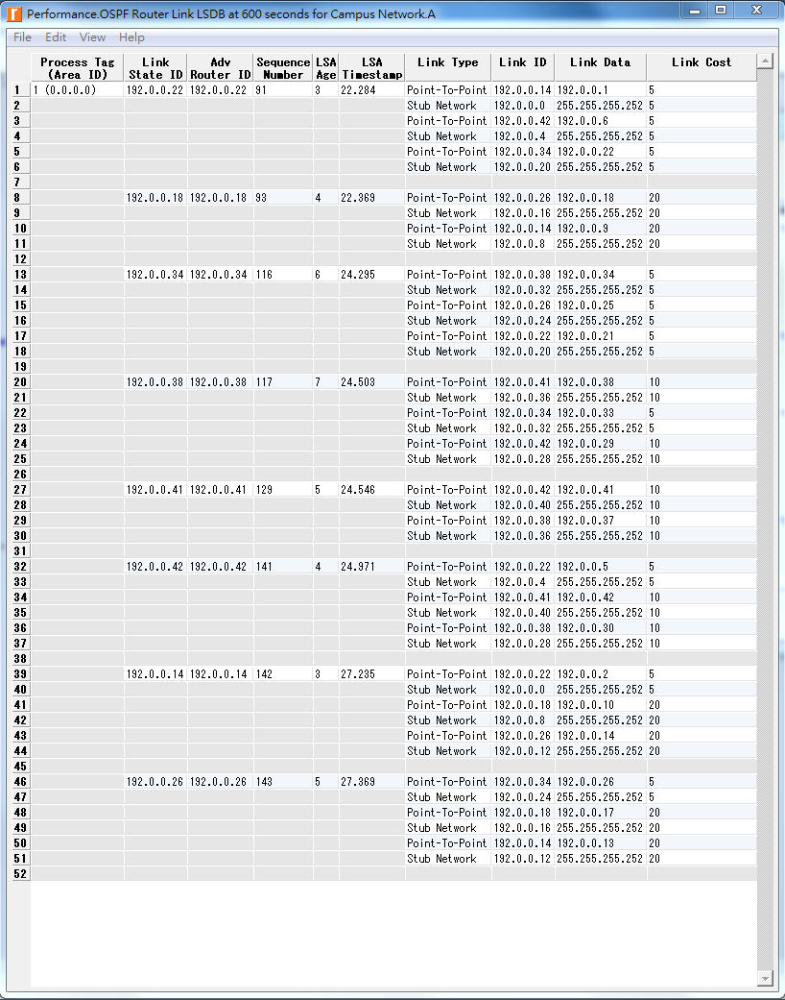 Performance.OSPF Router Link LSDB at 600 seconds for Campus Network.A
File Edit View Help
Process Tag (Area ID) Link State ID Adv Router ID Sequence Number LSA Age LSA Timestamp Link Type Link ID Link Data Link Cost
1 1 (0.0.0.0) 192.0.0.22 192.0.0.22 91 3 22.284 Point-To-Point 192.0.0.14 192.0.0.1 5
2 Stub Network 192.0.0.0 255.255.255.252 5
3 Point-To-Point 192.0.0.42 192.0.0.6 5
4 Stub Network 192.0.0.4 255.255.255.252 5
5 Point-To-Point 192.0.0.34 192.0.0.22 5
6 Stub Network 192.0.0.20 255.255.255.252 5
7
8 192.0.0.18 192.0.0.18 93 4 22.369 Point-To-Point 192.0.0.26 192.0.0.18 20
9 Stub Network 192.0.0.16 255.255.255.252 20
10 Point-To-Point 192.0.0.14 192.0.0.9 20
11 Stub Network 192.0.0.8 255.255.255.252 20
12
13 192.0.0.34 192.0.0.34 116 6 24.295 Point-To-Point 192.0.0.38 192.0.0.34 5
14 Stub Network 192.0.0.32 255.255.255.252 5
15 Point-To-Point 192.0.0.26 192.0.0.25 5
16 Stub Network 192.0.0.24 255.255.255.252 5
17 Point-To-Point 192.0.0.22 192.0.0.21 5
18 Stub Network 192.0.0.20 255.255.255.252 5
19
20 192.0.0.38 192.0.0.38 117 7 24.503 Point-To-Point 192.0.0.41 192.0.0.38 10
21 Stub Network 192.0.0.36 255.255.255.252 10
22 Point-To-Point 192.0.0.34 192.0.0.33 5
23 Stub Network 192.0.0.32 255.255.255.252 5
24 Point-To-Point 192.0.0.42 192.0.0.29 10
25 Stub Network 192.0.0.28 255.255.255.252 10
26
27 192.0.0.41 192.0.0.41 129 5 24.546 Point-To-Point 192.0.0.42 192.0.0.41 10
28 Stub Network 192.0.0.40 255.255.255.252 10
29 Point-To-Point 192.0.0.38 192.0.0.37 10
30 Stub Network 192.0.0.36 255.255.255.252 10
31
32 192.0.0.42 192.0.0.42 141 4 24.971 Point-To-Point 192.0.0.22 192.0.0.5 5
33 Stub Network 192.0.0.4 255.255.255.252 5
34 Point-To-Point 192.0.0.41 192.0.0.42 10
35 Stub Network 192.0.0.40 255.255.255.252 10
36 Point-To-Point 192.0.0.38 192.0.0.30 10
37 Stub Network 192.0.0.28 255.255.255.252 10
38
39 192.0.0.14 192.0.0.14 142 3 27.235 Point-To-Point 192.0.0.22 192.0.0.2 5
40 Stub Network 192.0.0.0 255.255.255.252 5
41 Point-To-Point 192.0.0.18 192.0.0.10 20
42 Stub Network 192.0.0.8 255.255.255.252 20
43 Point-To-Point 192.0.0.26 192.0.0.14 20
44 Stub Network 192.0.0.12 255.255.255.252 20
45
46 192.0.0.26 192.0.0.26 143 5 27.369 Point-To-Point 192.0.0.34 192.0.0.26 5
47 Stub Network 192.0.0.24 255.255.255.252 5
48 Point-To-Point 192.0.0.18 192.0.0.17 20
49 Stub Network 192.0.0.16 255.255.255.252 20
50 Point-To-Point 192.0.0.14 192.0.0.13 20
51 Stub Network 192.0.0.12 255.255.255.252 20
52